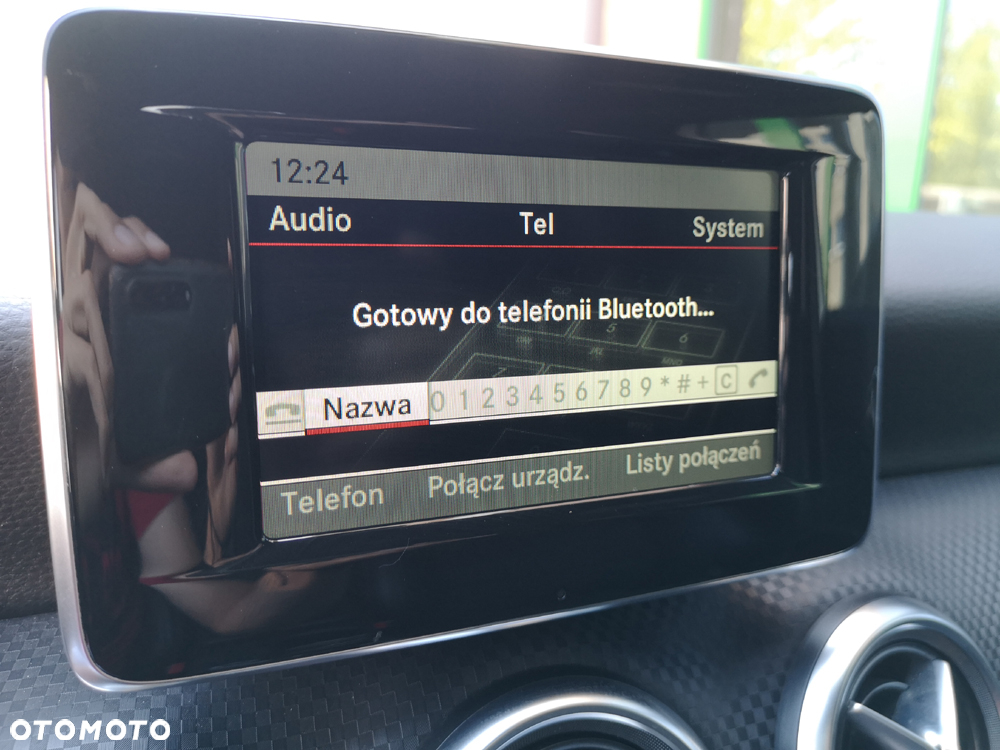 12:24
Audio Tel System
Gotowy do telefonii Bluetooth...
Nazwa 0 1 2 3 4 5 6 7 8 9 * # + C
Telefon Połącz urządz. Listy połączeń
OTOMOTO